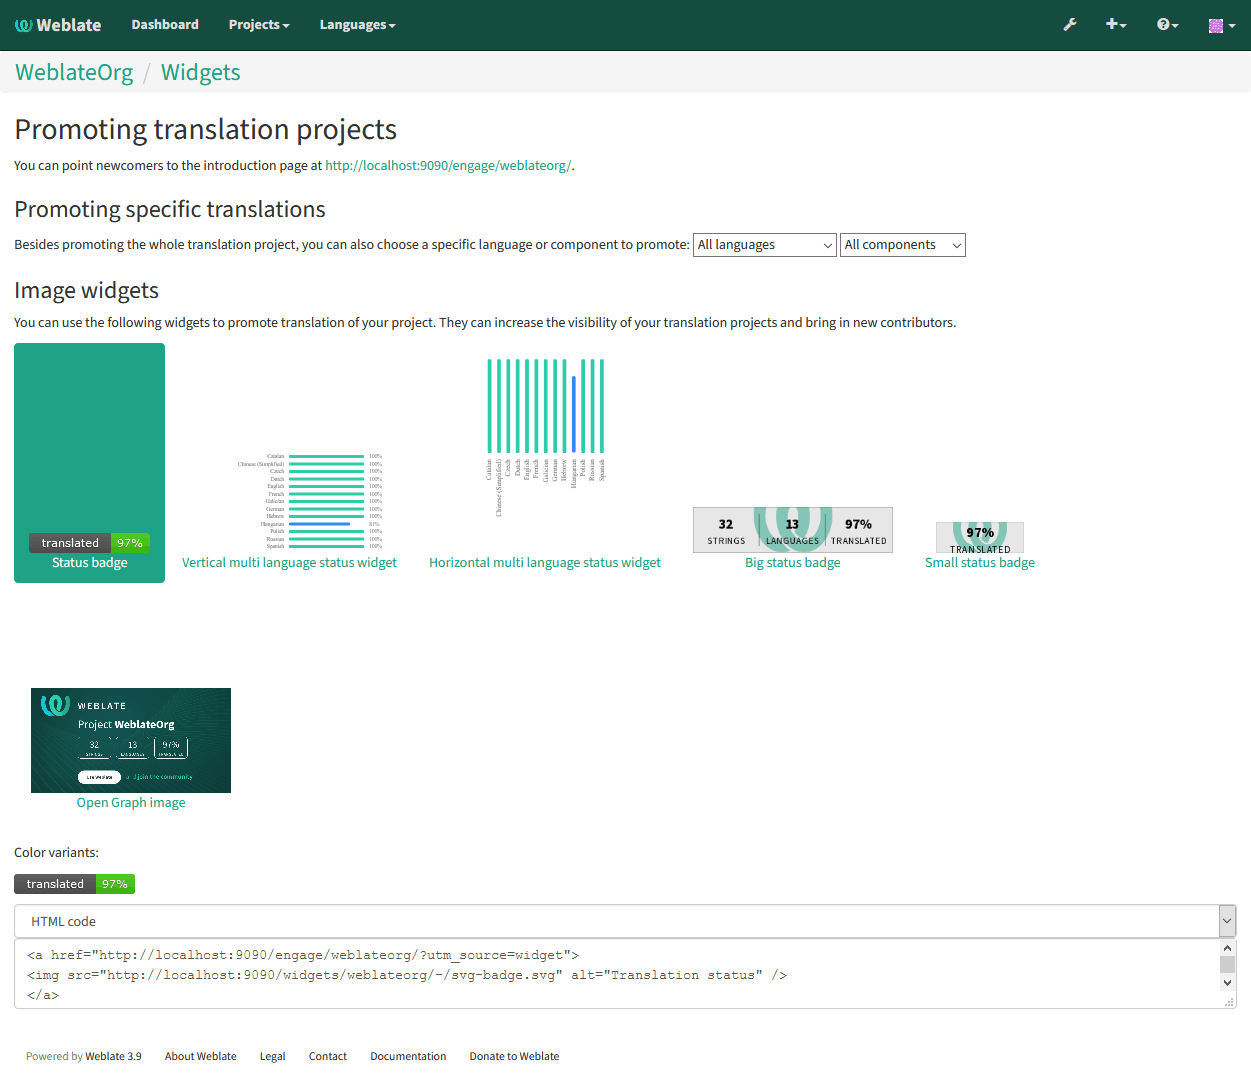 Weblate Dashboard Projects Languages
WeblateOrg / Widgets
Promoting translation projects
You can point newcomers to the introduction page at http://localhost:9090/engage/weblateorg/.
Promoting specific translations
Besides promoting the whole translation project, you can also choose a specific language or component to promote: All languages All components
Image widgets
You can use the following widgets to promote translation of your project. They can increase the visibility of your translation projects and bring in new contributors.
translated 97%
Status badge
Catalan 100%
Chinese (Simplified) 100%
Czech 100%
Dutch 100%
English 100%
French 100%
Galician 100%
German 100%
Hebrew 100%
Hungarian 81%
Polish 100%
Russian 100%
Spanish 100%
Vertical multi language status widget
Catalan
Chinese (Simplified)
Czech
Dutch
English
French
Galician
German
Hebrew
Hungarian
Polish
Russian
Spanish
Horizontal multi language status widget
32 13 97%
STRINGS LANGUAGES TRANSLATED
Big status badge
97%
TRANSLATED
Small status badge
WEBLATE
Project WeblateOrg
32 13 97%
STRINGS LANGUAGES TRANSLATED
join the community
Open Graph image
Color variants:
translated 97%
HTML code
<a href="http://localhost:9090/engage/weblateorg/?utm_source=widget">
<img src="http://localhost:9090/widgets/weblateorg/-/svg-badge.svg" alt="Translation status" />
</a>
Powered by Weblate 3.9 About Weblate Legal Contact Documentation Donate to Weblate